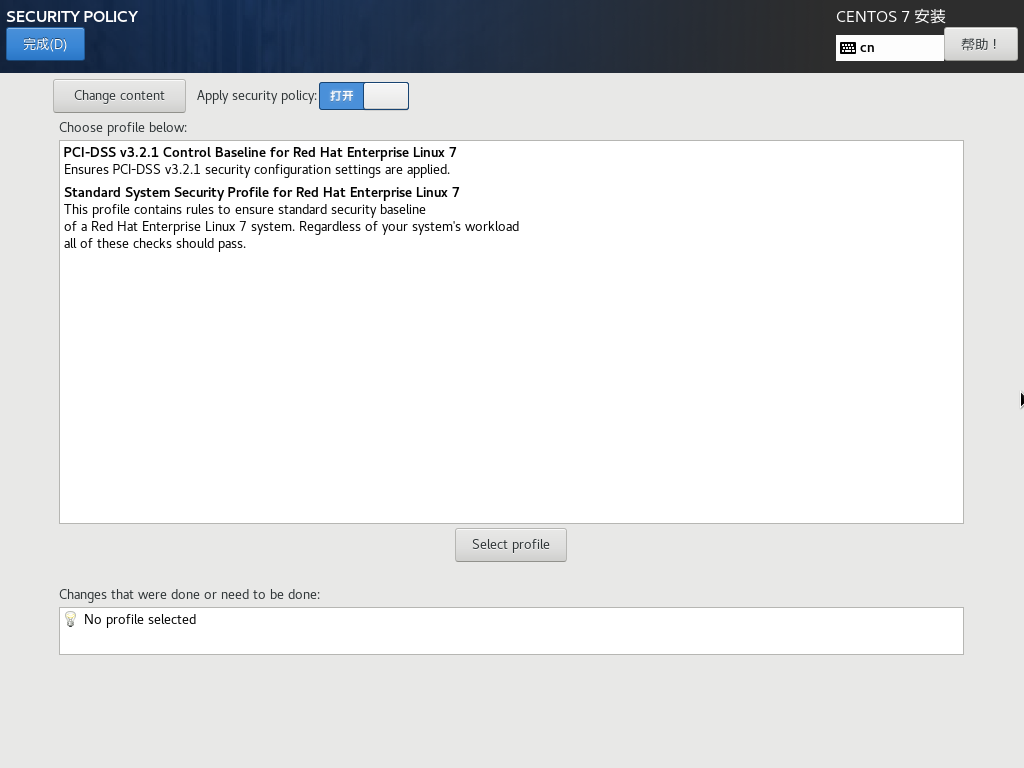 SECURITY POLICY
CENTOS 7 安装
完成(D)
cn
帮助！
Change content
Apply security policy:
打开
Choose profile below:
PCI-DSS v3.2.1 Control Baseline for Red Hat Enterprise Linux 7
Ensures PCI-DSS v3.2.1 security configuration settings are applied.
Standard System Security Profile for Red Hat Enterprise Linux 7
This profile contains rules to ensure standard security baseline
of a Red Hat Enterprise Linux 7 system. Regardless of your system's workload
all of these checks should pass.
Select profile
Changes that were done or need to be done:
No profile selected